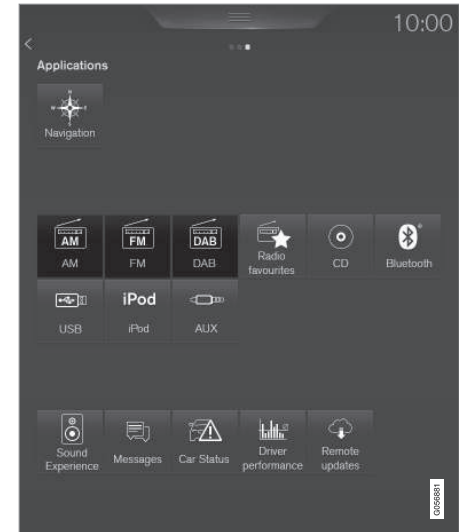 10:00
Applications
Navigation
AM FM DAB
AM FM DAB Radio favourites CD Bluetooth
iPod
USB iPod AUX
Sound Experience Messages Car Status Driver performance Remote updates
G056881